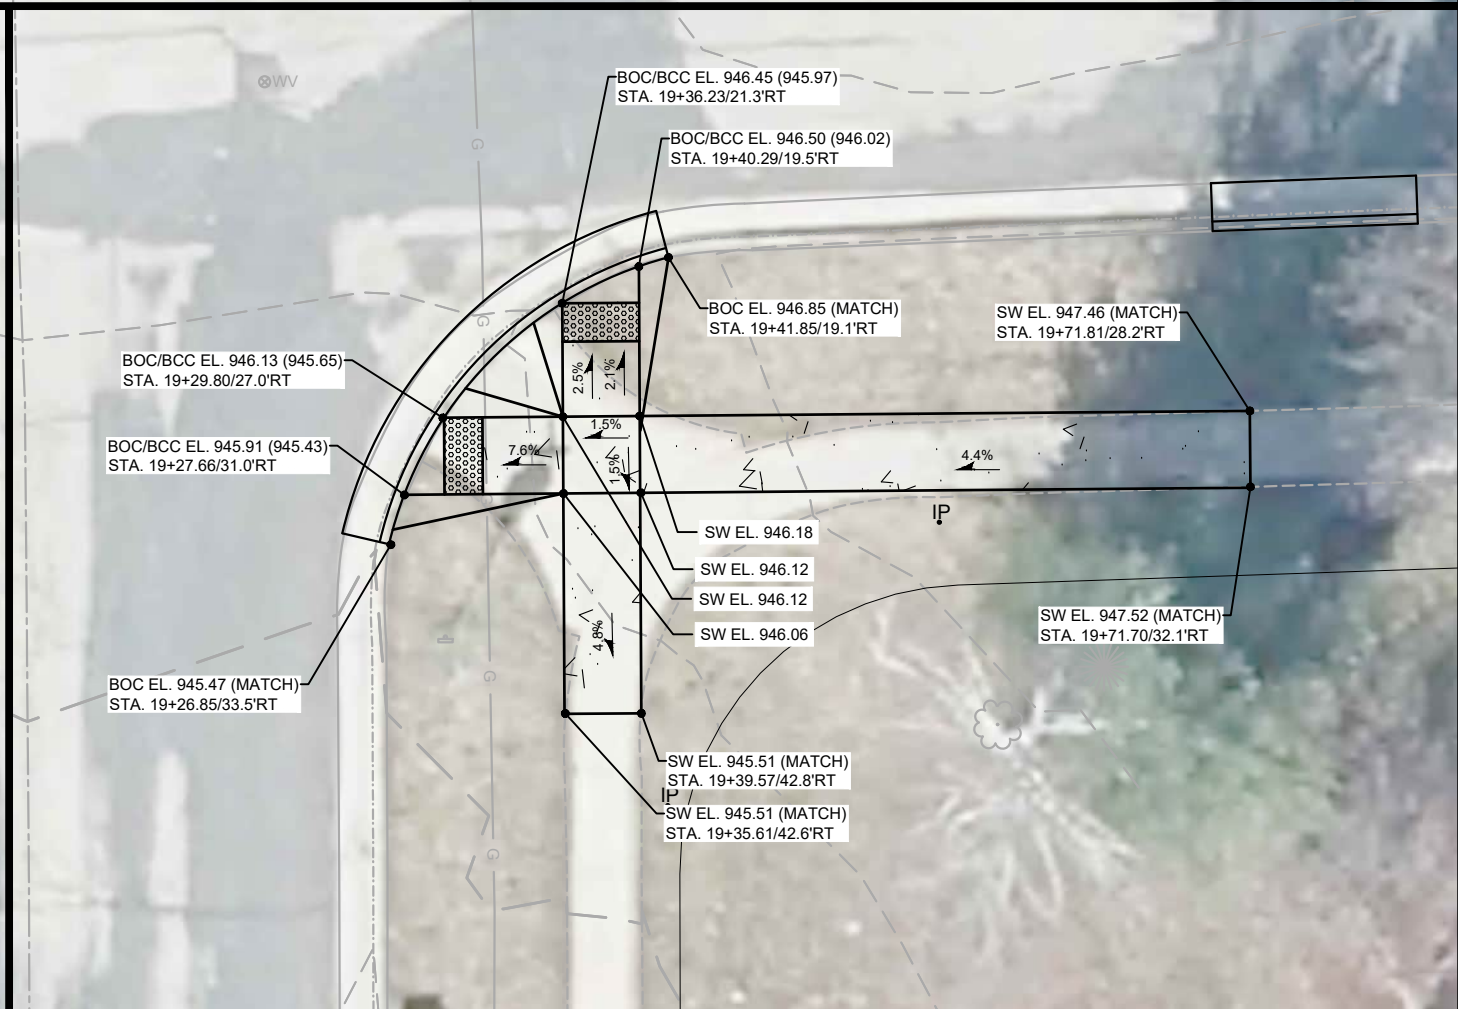 WV
BOC/BCC EL. 946.45 (945.97)
STA. 19+36.23/21.3'RT
BOC/BCC EL. 946.50 (946.02)
STA. 19+40.29/19.5'RT
G
BOC EL. 946.85 (MATCH)
STA. 19+41.85/19.1'RT
SW EL. 947.46 (MATCH)
STA. 19+71.81/28.2'RT
G
BOC/BCC EL. 946.13 (945.65)
STA. 19+29.80/27.0'RT
2.5%
2.1%
BOC/BCC EL. 945.91 (945.43)
STA. 19+27.66/31.0'RT
1.5%
7.6%
1.5%
4.4%
IP
SW EL. 946.18
SW EL. 946.12
SW EL. 946.12
SW EL. 946.06
4.8%
SW EL. 947.52 (MATCH)
STA. 19+71.70/32.1'RT
G
BOC EL. 945.47 (MATCH)
STA. 19+26.85/33.5'RT
SW EL. 945.51 (MATCH)
STA. 19+39.57/42.8'RT
IP
SW EL. 945.51 (MATCH)
STA. 19+35.61/42.6'RT
G